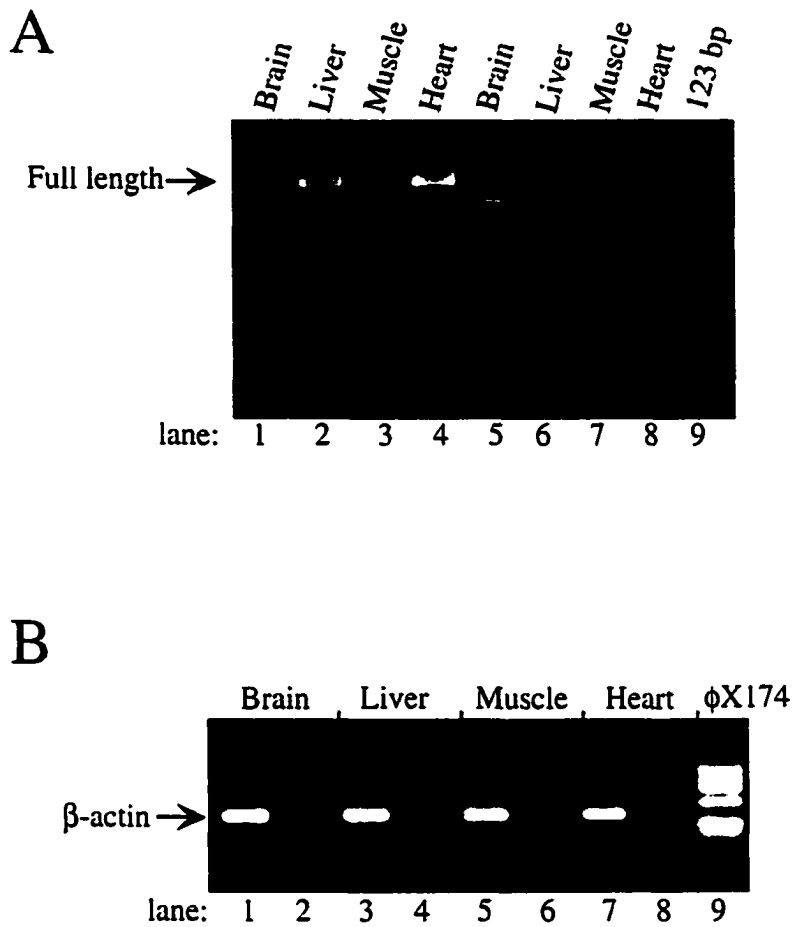 A
Brain Liver Muscle Heart Brain Liver Muscle Heart 123 bp
Full length
lane: 1 2 3 4 5 6 7 8 9
B
Brain Liver Muscle Heart ϕX174
β-actin
lane: 1 2 3 4 5 6 7 8 9